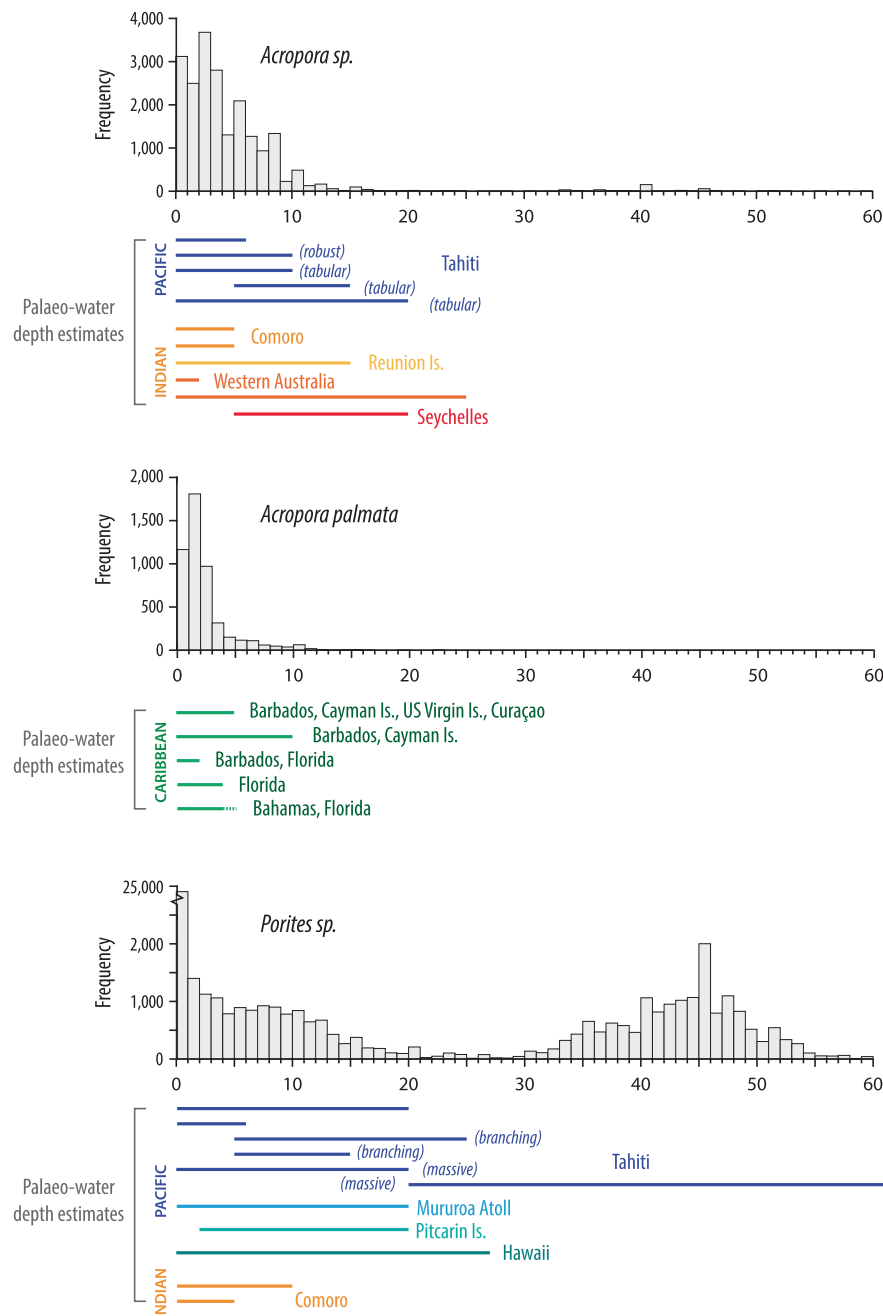 4,000
3,000
2,000
1,000
0
Frequency
Acropora sp.
0 10 20 30 40 50 60
Palaeo-water
depth estimates
PACIFIC
(robust)
(tabular)
Tahiti
(tabular)
(tabular)
INDIAN
Comoro
Reunion Is.
Western Australia
Seychelles
2,000
1,500
1,000
500
0
Frequency
Acropora palmata
0 10 20 30 40 50 60
Palaeo-water
depth estimates
CARIBBEAN
Barbados, Cayman Is., US Virgin Is., Curaçao
Barbados, Cayman Is.
Barbados, Florida
Florida
Bahamas, Florida
25,000
2,000
1,000
0
Frequency
Porites sp.
0 10 20 30 40 50 60
Palaeo-water
depth estimates
PACIFIC
(branching)
(branching)
Tahiti
(massive)
(massive)
Mururoa Atoll
Pitcarin Is.
Hawaii
NDIAN
Comoro